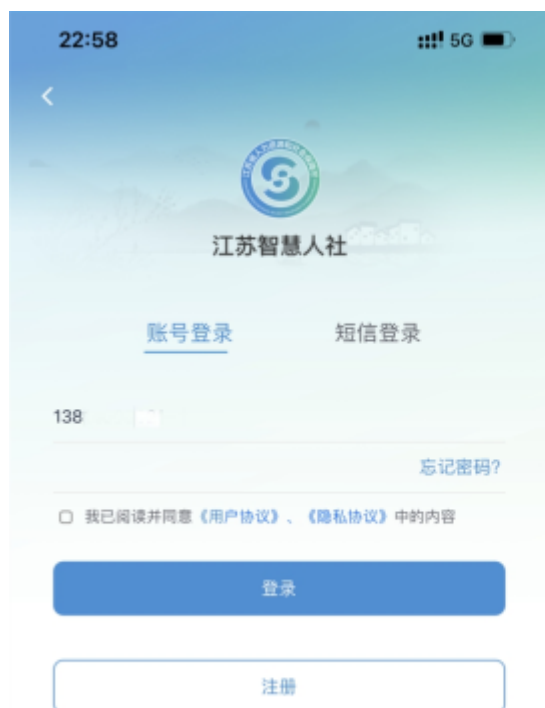 22:58
5G
江苏智慧人社
账号登录
短信登录
138
忘记密码?
我已阅读并同意《用户协议》、《隐私协议》中的内容
登录
注册